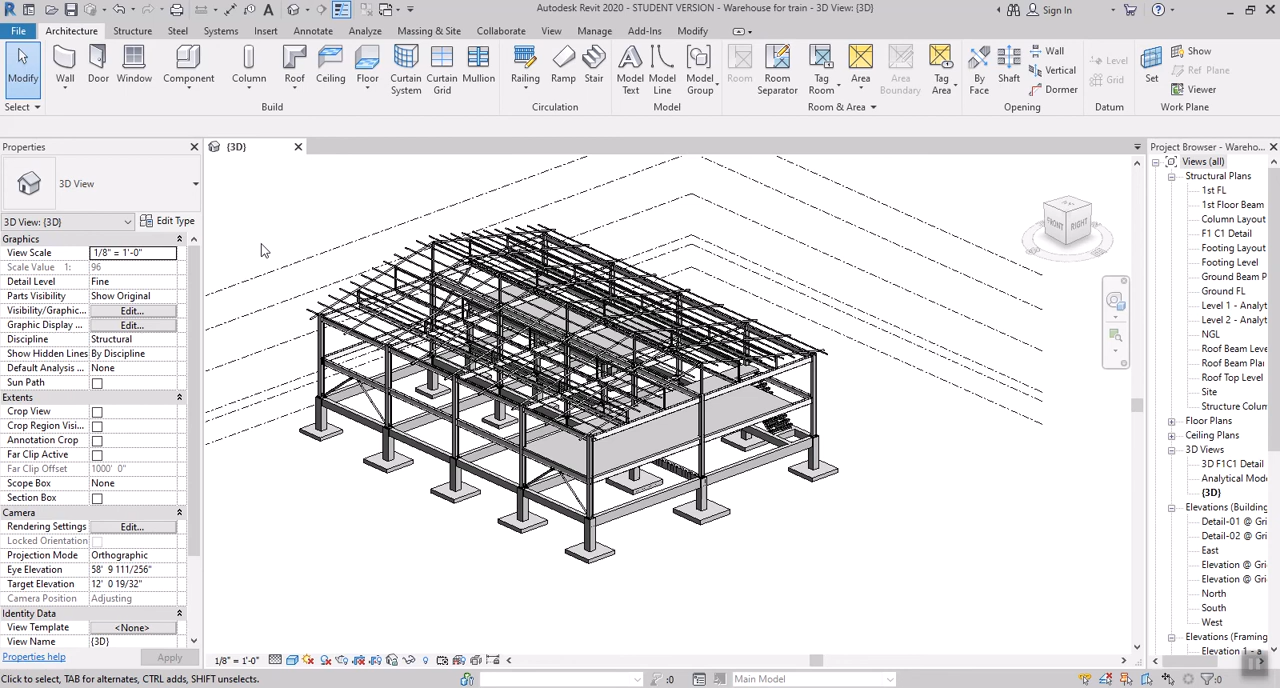 Autodesk Revit 2020 - STUDENT VERSION - Warehouse for train - 3D View: {3D}
Sign In
File Architecture Structure Steel Systems Insert Annotate Analyze Massing & Site Collaborate View Manage Add-Ins Modify
Modify
Wall
Door
Window
Component
Column
Roof
Ceiling
Floor
Curtain System
Curtain Grid
Mullion
Railing
Ramp
Stair
Model Text
Model Line
Model Group
Room
Room Separator
Tag Room
Area
Area Boundary
Tag Area
By Face
Shaft
Wall
Vertical
Dormer
Level
Grid
Set
Show
Ref Plane
Viewer
Select Build Circulation Model Room & Area Opening Datum Work Plane
Properties
3D View
3D View: {3D} Edit Type
Graphics
View Scale 1/8" = 1'-0"
Scale Value 1: 96
Detail Level Fine
Parts Visibility Show Original
Visibility/Graphic... Edit...
Graphic Display ... Edit...
Discipline Structural
Show Hidden Lines By Discipline
Default Analysis ... None
Sun Path
Extents
Crop View
Crop Region Visi...
Annotation Crop
Far Clip Active
Far Clip Offset 1000' 0"
Scope Box None
Section Box
Camera
Rendering Settings Edit...
Locked Orientation
Projection Mode Orthographic
Eye Elevation 58' 9 111/256"
Target Elevation 12' 0 19/32"
Camera Position Adjusting
Identity Data
View Template <None>
View Name {3D}
Properties help Apply
{3D}
FRONT RIGHT
1/8" = 1'-0"
Project Browser - Wareho...
Views (all)
Structural Plans
1st FL
1st Floor Beam
Column Layout
F1 C1 Detail
Footing Layout
Footing Level
Ground Beam P
Ground FL
Level 1 - Analyt
Level 2 - Analyt
NGL
Roof Beam Leve
Roof Beam Plar
Roof Top Level
Site
Structure Colum
Floor Plans
Ceiling Plans
3D Views
3D F1C1 Detail
Analytical Mode
{3D}
Elevations (Building
Detail-01 @ Gri
Detail-02 @ Gri
East
Elevation @ Gri
Elevation @ Gri
North
South
West
Elevations (Framing
Elevation 1 - a
Click to select, TAB for alternates, CTRL adds, SHIFT unselects. :0 Main Model :0